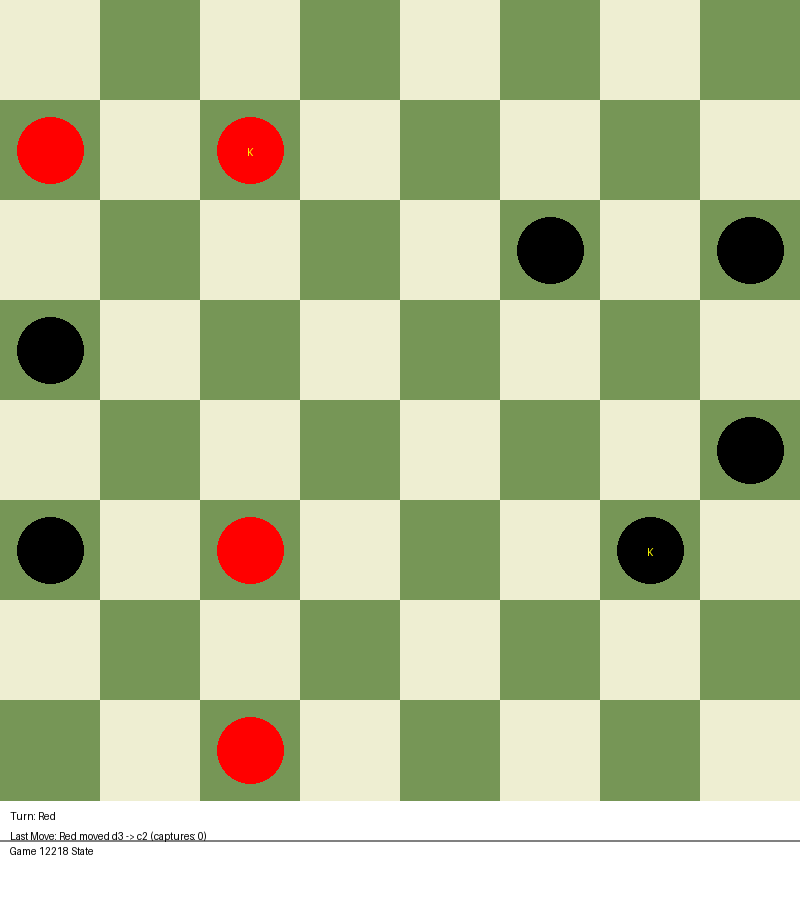 K
K
Turn: Red
Last Move: Red moved d3 -> c2 (captures: 0)
Game 12218 State